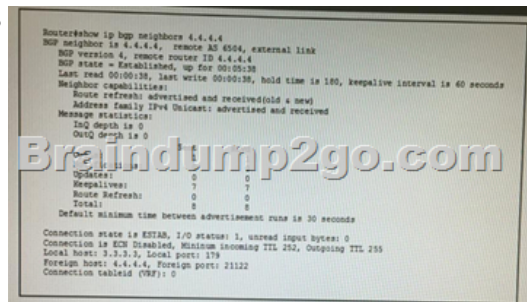 Router#show ip bgp neighbors 4.4.4.4
BGP neighbor is 4.4.4.4, remote AS 6504, external link
BGP version 4, remote router ID 4.4.4.4
BGP state = Established, up for 00:05:38
Last read 00:00:38, last write 00:00:38, hold time is 180, keepalive interval is 60 seconds
Neighbor capabilities:
Route refresh: advertised and received(old & new)
Address family IPv4 Unicast: advertised and received
Message statistics:
InQ depth is 0
OutQ depth is 0
Braindump2go.com
Updates: 0 0
Keepalives: 7 7
Route Refresh: 0 0
Total: 8 8
Default minimum time between advertisement runs is 30 seconds
Connection state is ESTAB, I/O status: 1, unread input bytes: 0
Connection is ECN Disabled, Mininum incoming TTL 252, Outgoing TTL 255
Local host: 3.3.3.3, Local port: 179
Foreign host: 4.4.4.4, Foreign port: 21122
Connection tableid (VRF): 0